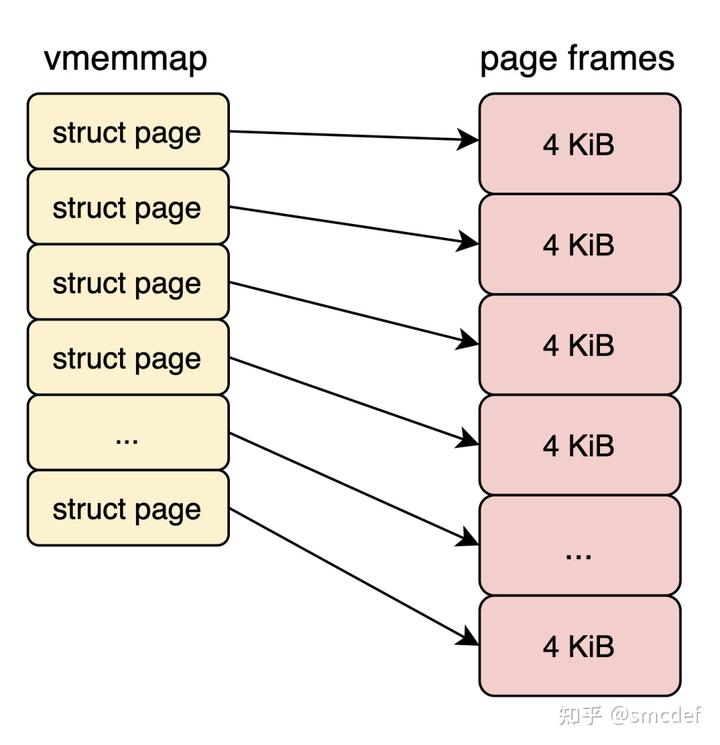 vmemmap
page frames
struct page
struct page
struct page
struct page
...
struct page
4 KiB
4 KiB
4 KiB
4 KiB
...
4 KiB
知乎 @smcdef